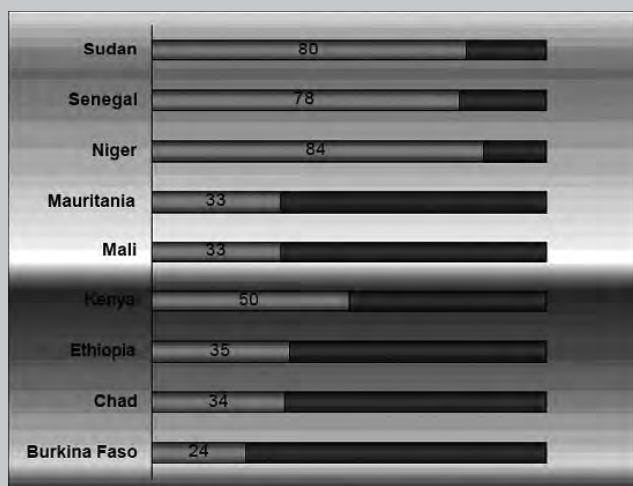 Sudan 80
Senegal 78
Niger 84
Mauritania 33
Mali 33
Kenya 50
Ethiopia 35
Chad 34
Burkina Faso 24